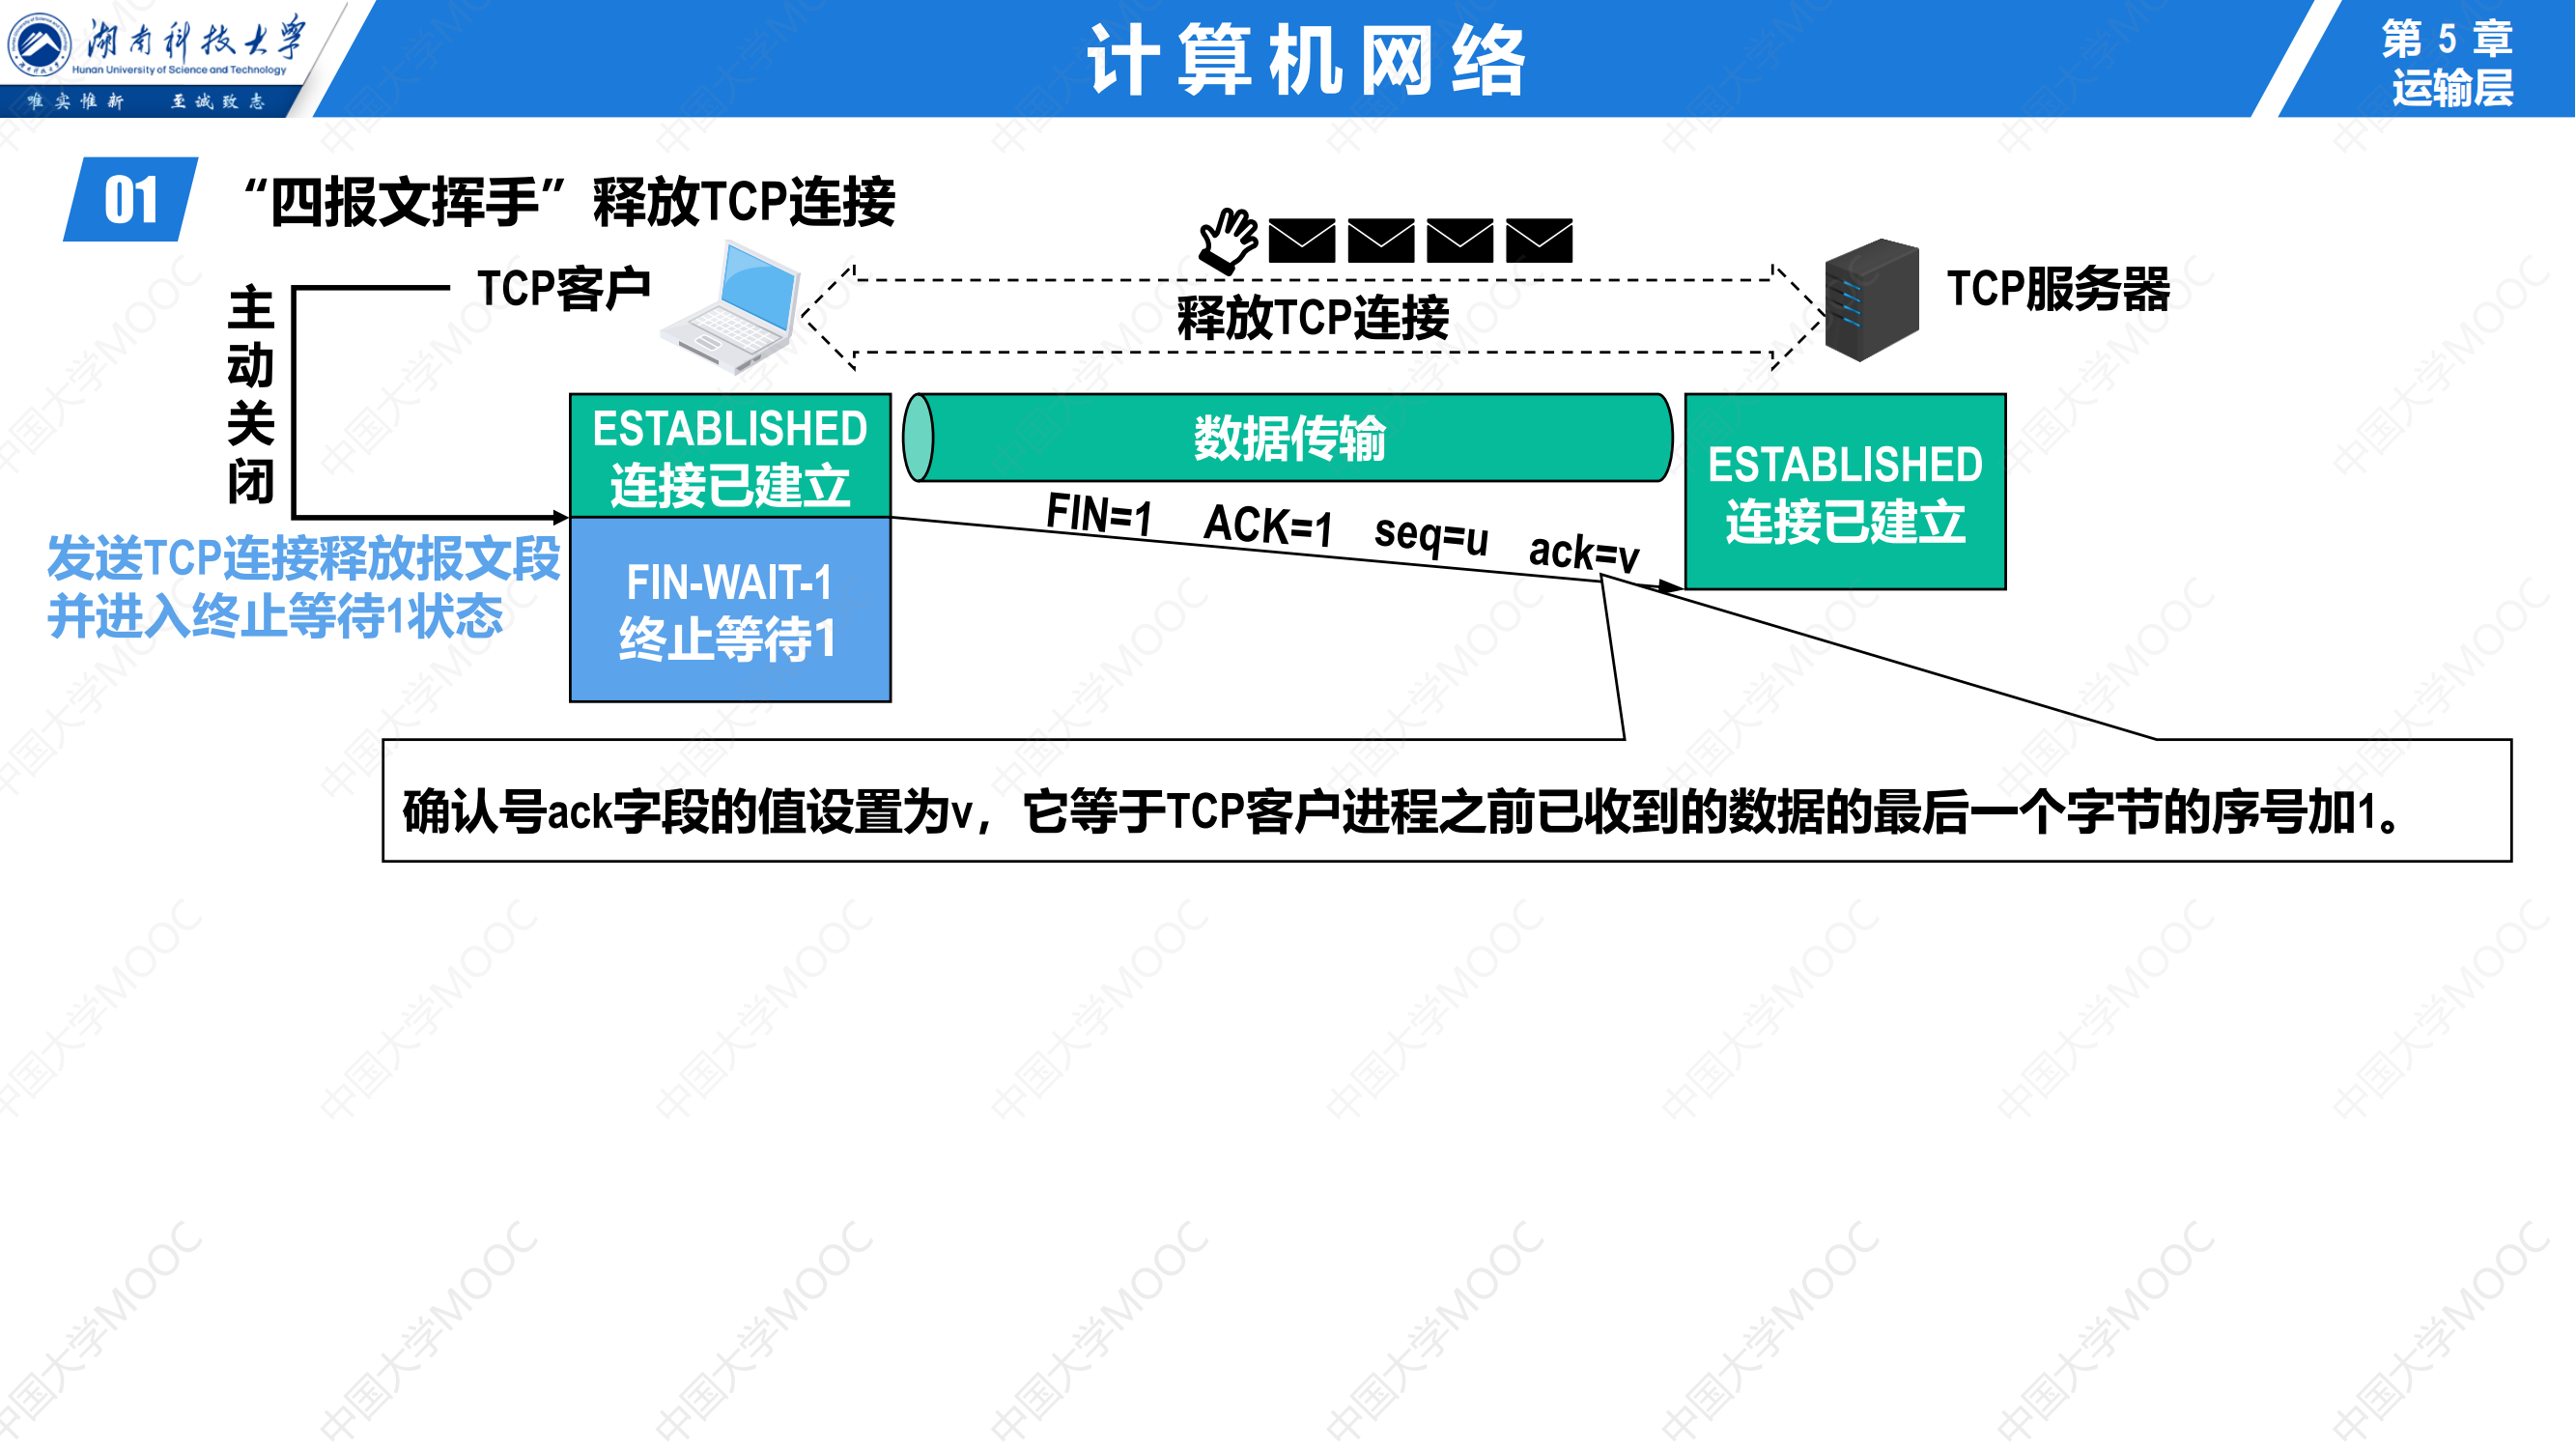 湖南科技大学
Hunan University of Science and Technology
唯实惟新 至诚致志
计算机网络
第 5 章
运输层
01
“四报文挥手”释放TCP连接
主动关闭
TCP客户
释放TCP连接
TCP服务器
ESTABLISHED
连接已建立
数据传输
ESTABLISHED
连接已建立
FIN=1 ACK=1 seq=u ack=v
发送TCP连接释放报文段
并进入终止等待1状态
FIN-WAIT-1
终止等待1
确认号ack字段的值设置为v，它等于TCP客户进程之前已收到的数据的最后一个字节的序号加1。
中国大学MOOC